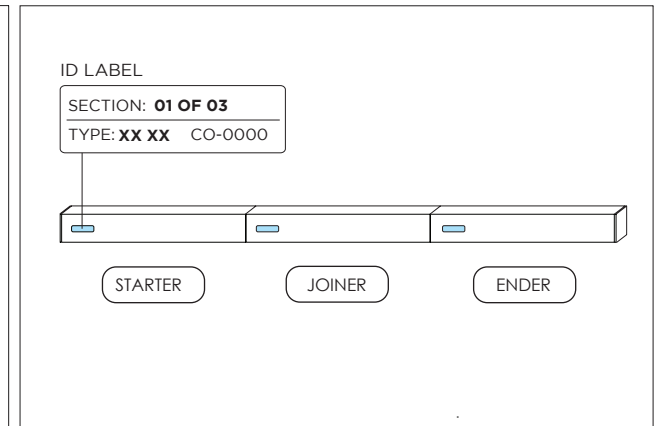 ID LABEL
SECTION: 01 OF 03
TYPE: XX XX CO-0000
STARTER JOINER ENDER